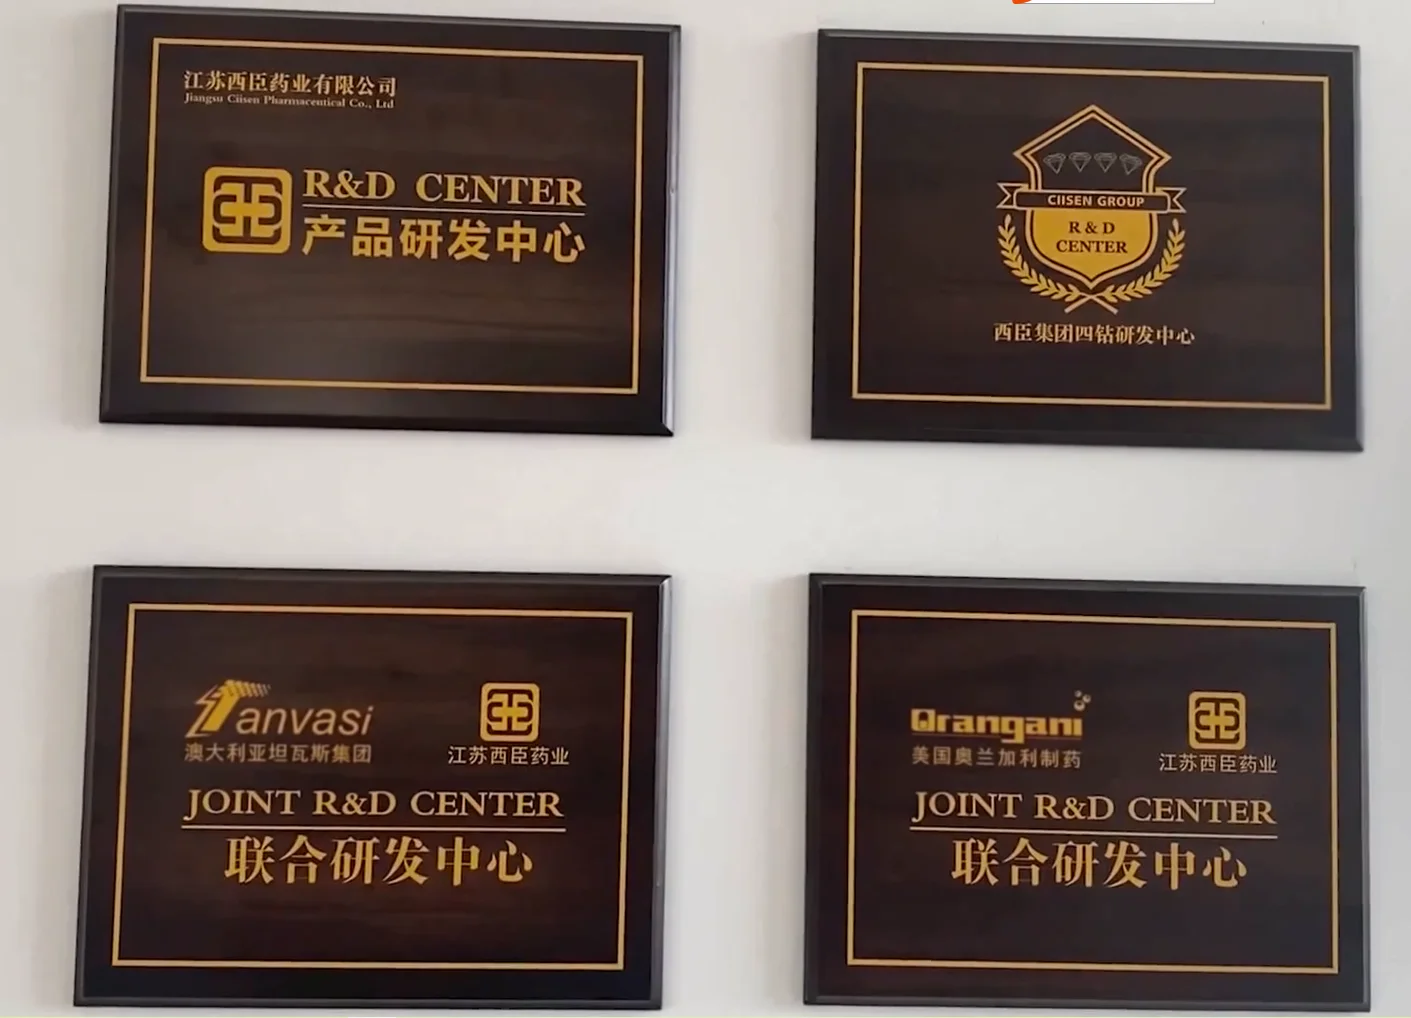 江苏西臣药业有限公司
Jiangsu Ciisen Pharmaceutical Co., Ltd
R&D CENTER
产品研发中心
CIISEN GROUP
R & D
CENTER
西臣集团四钻研发中心
Tanvasi
澳大利亚坦瓦斯集团
江苏西臣药业
JOINT R&D CENTER
联合研发中心
Orangani
美国奥兰加利制药
江苏西臣药业
JOINT R&D CENTER
联合研发中心